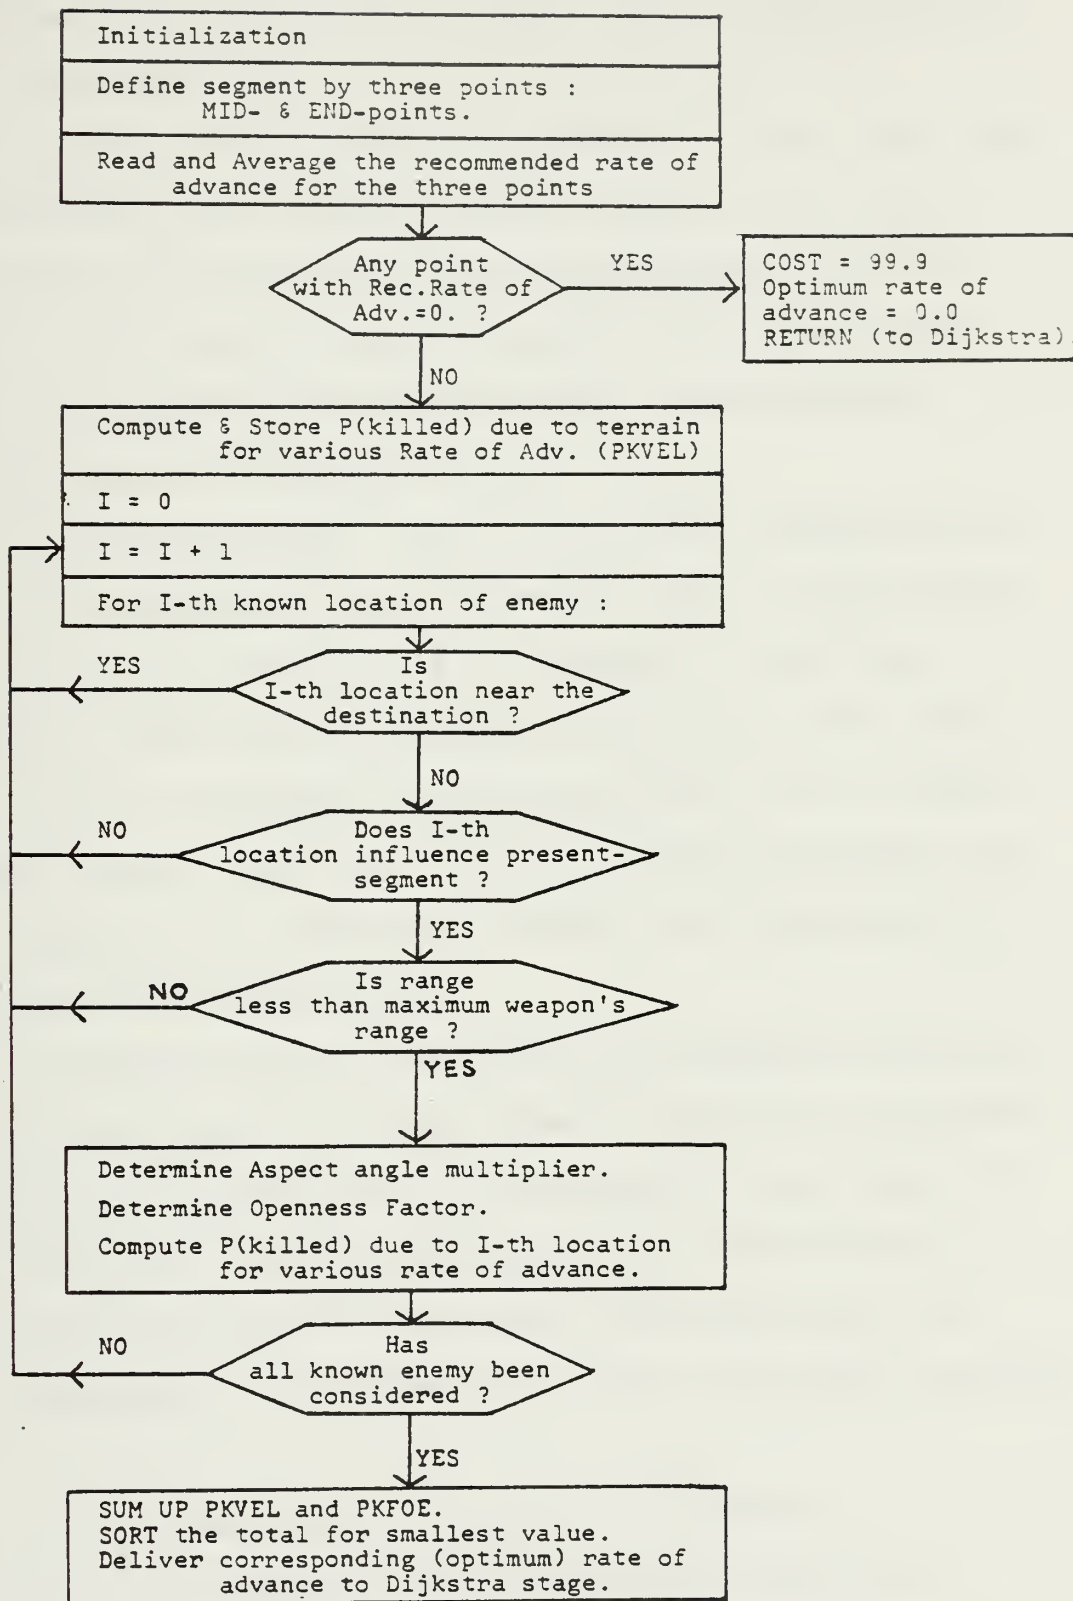 Initialization
Define segment by three points :
MID- & END-points.
Read and Average the recommended rate of
advance for the three points
Any point
with Rec.Rate of
Adv.=0. ?
YES
COST = 99.9
Optimum rate of
advance = 0.0
RETURN (to Dijkstra).
NO
Compute & Store P(killed) due to terrain
for various Rate of Adv. (PKVEL)
I = 0
I = I + 1
For I-th known location of enemy :
YES
Is
I-th location near the
destination ?
NO
NO
Does I-th
location influence present-
segment ?
YES
NO
Is range
less than maximum weapon's
range ?
YES
Determine Aspect angle multiplier.
Determine Openness Factor.
Compute P(killed) due to I-th location
for various rate of advance.
NO
Has
all known enemy been
considered ?
YES
SUM UP PKVEL and PKFOE.
SORT the total for smallest value.
Deliver corresponding (optimum) rate of
advance to Dijkstra stage.